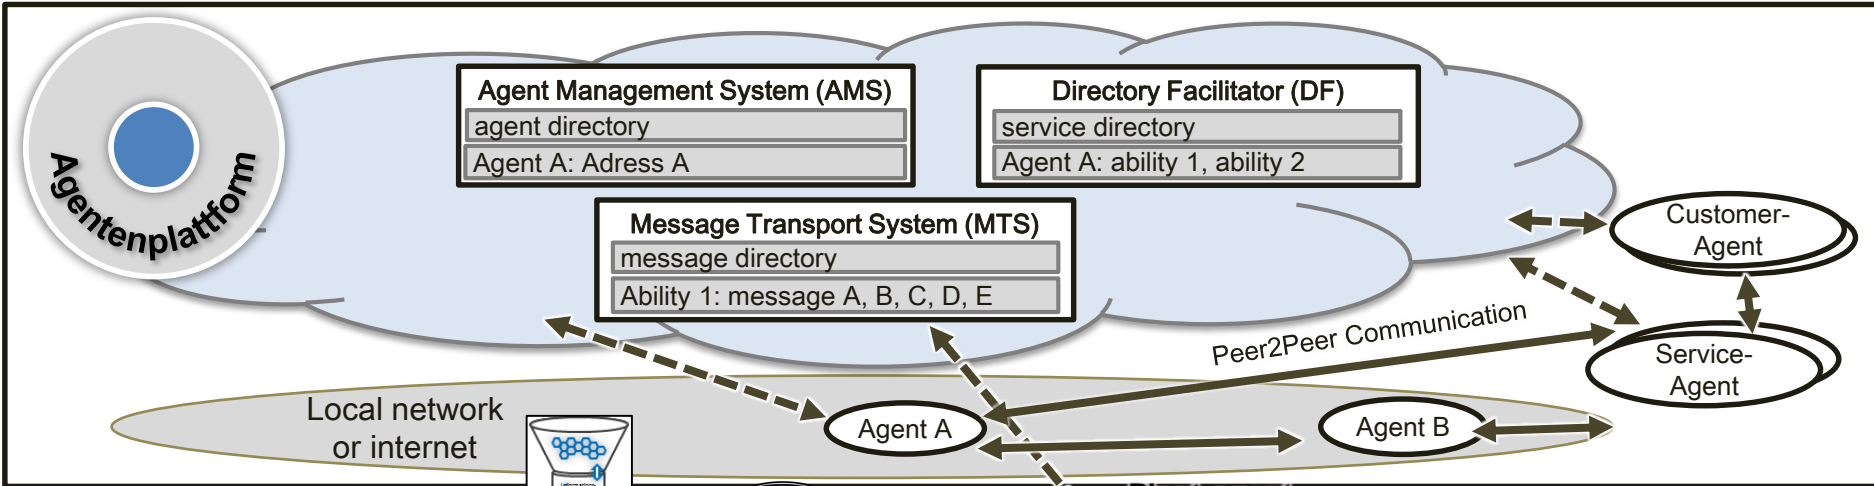 Agentenplattform
Agent Management System (AMS)
agent directory
Agent A: Adress A
Directory Facilitator (DF)
service directory
Agent A: ability 1, ability 2
Message Transport System (MTS)
message directory
Ability 1: message A, B, C, D, E
Customer-
Agent
Peer2Peer Communication
Service-
Agent
Local network
or internet
Agent A
Agent B